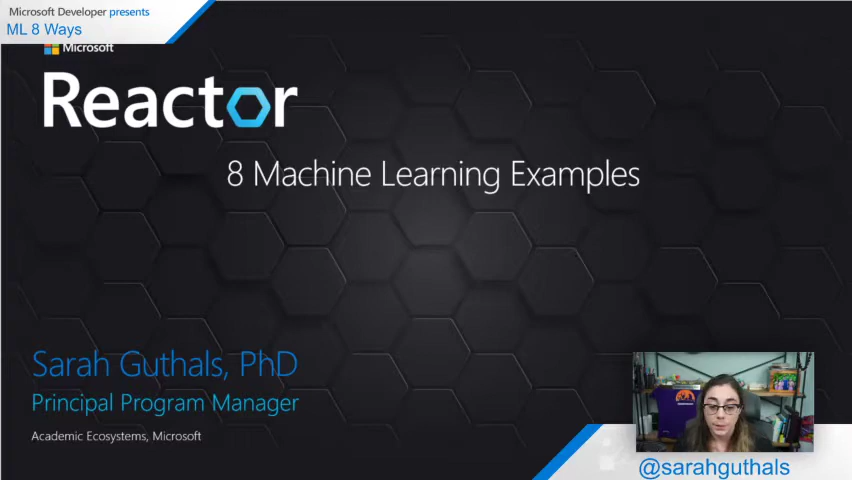 Microsoft Developer presents
ML 8 Ways
Microsoft
Reactor
8 Machine Learning Examples
Sarah Guthals, PhD
Principal Program Manager
Academic Ecosystems, Microsoft
@sarahguthals